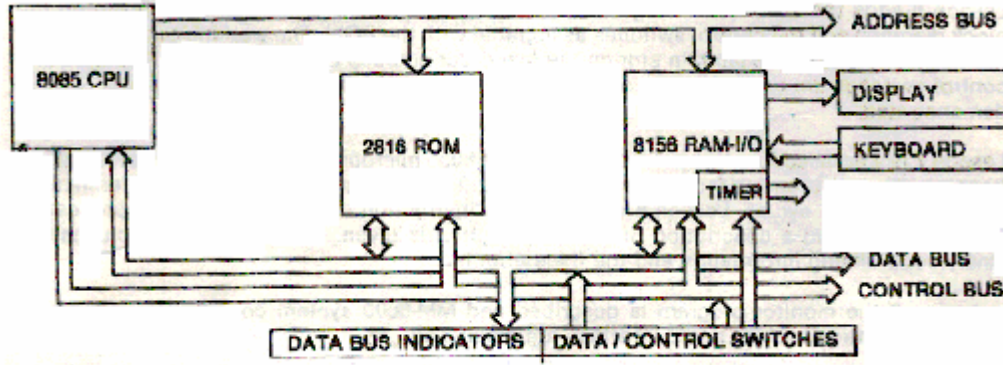 ADDRESS BUS
8085 CPU
DISPLAY
2816 ROM
8156 RAM-I/O
KEYBOARD
TIMER
DATA BUS
CONTROL BUS
e monitor
DATA BUS INDICATORS
DATA / CONTROL SWITCHES